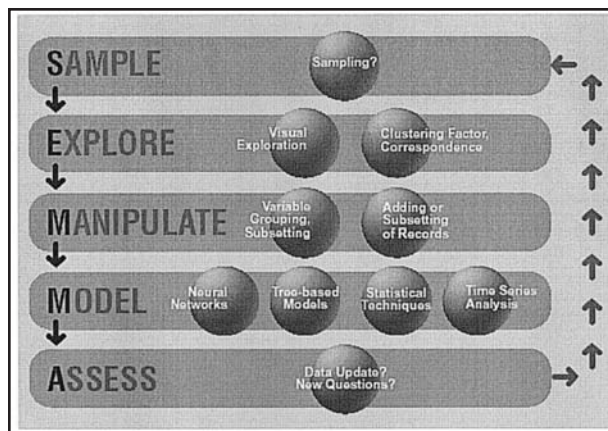 SAMPLE
Sampling?
EXPLORE
Visual
Exploration
Clustering Factor,
Correspondence
MANIPULATE
Variable
Grouping,
Subsetting
Adding or
Subsetting
of Records
MODEL
Neural
Networks
Tree-based
Models
Statistical
Techniques
Time Series
Analysis
ASSESS
Data Update?
New Questions?